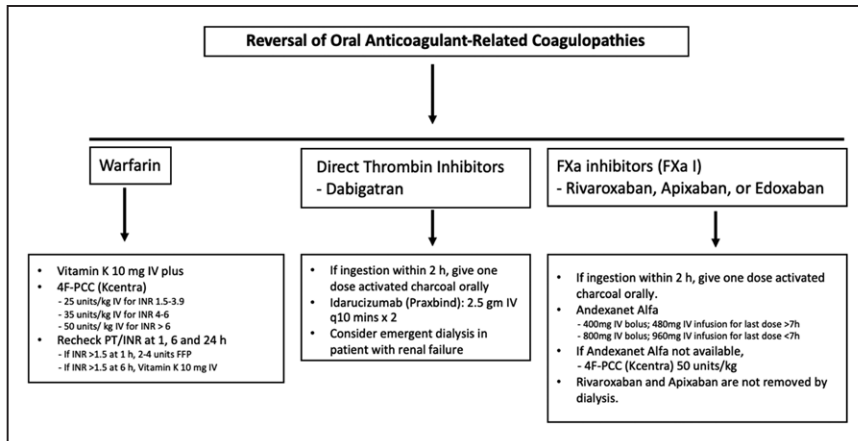 Reversal of Oral Anticoagulant-Related Coagulopathies
Warfarin
Direct Thrombin Inhibitors
- Dabigatran
FXa inhibitors (FXa I)
- Rivaroxaban, Apixaban, or Edoxaban
• Vitamin K 10 mg IV plus
• 4F-PCC (Kcentra)
- 25 units/kg IV for INR 1.5-3.9
- 35 units/kg IV for INR 4-6
- 50 units/ kg IV for INR > 6
• Recheck PT/INR at 1, 6 and 24 h
- If INR >1.5 at 1 h, 2-4 units FFP
- If INR >1.5 at 6 h, Vitamin K 10 mg IV
• If ingestion within 2 h, give one dose activated
charcoal orally
• Idarucizumab (Praxbind): 2.5 gm IV
q10 mins x 2
• Consider emergent dialysis in
patient with renal failure
• If ingestion within 2 h, give one dose activated
charcoal orally.
• Andexanet Alfa
- 400mg IV bolus; 480mg IV infusion for last dose >7h
- 800mg IV bolus; 960mg IV infusion for last dose <7h
• If Andexanet Alfa not available,
- 4F-PCC (Kcentra) 50 units/kg
• Rivaroxaban and Apixaban are not removed by
dialysis.